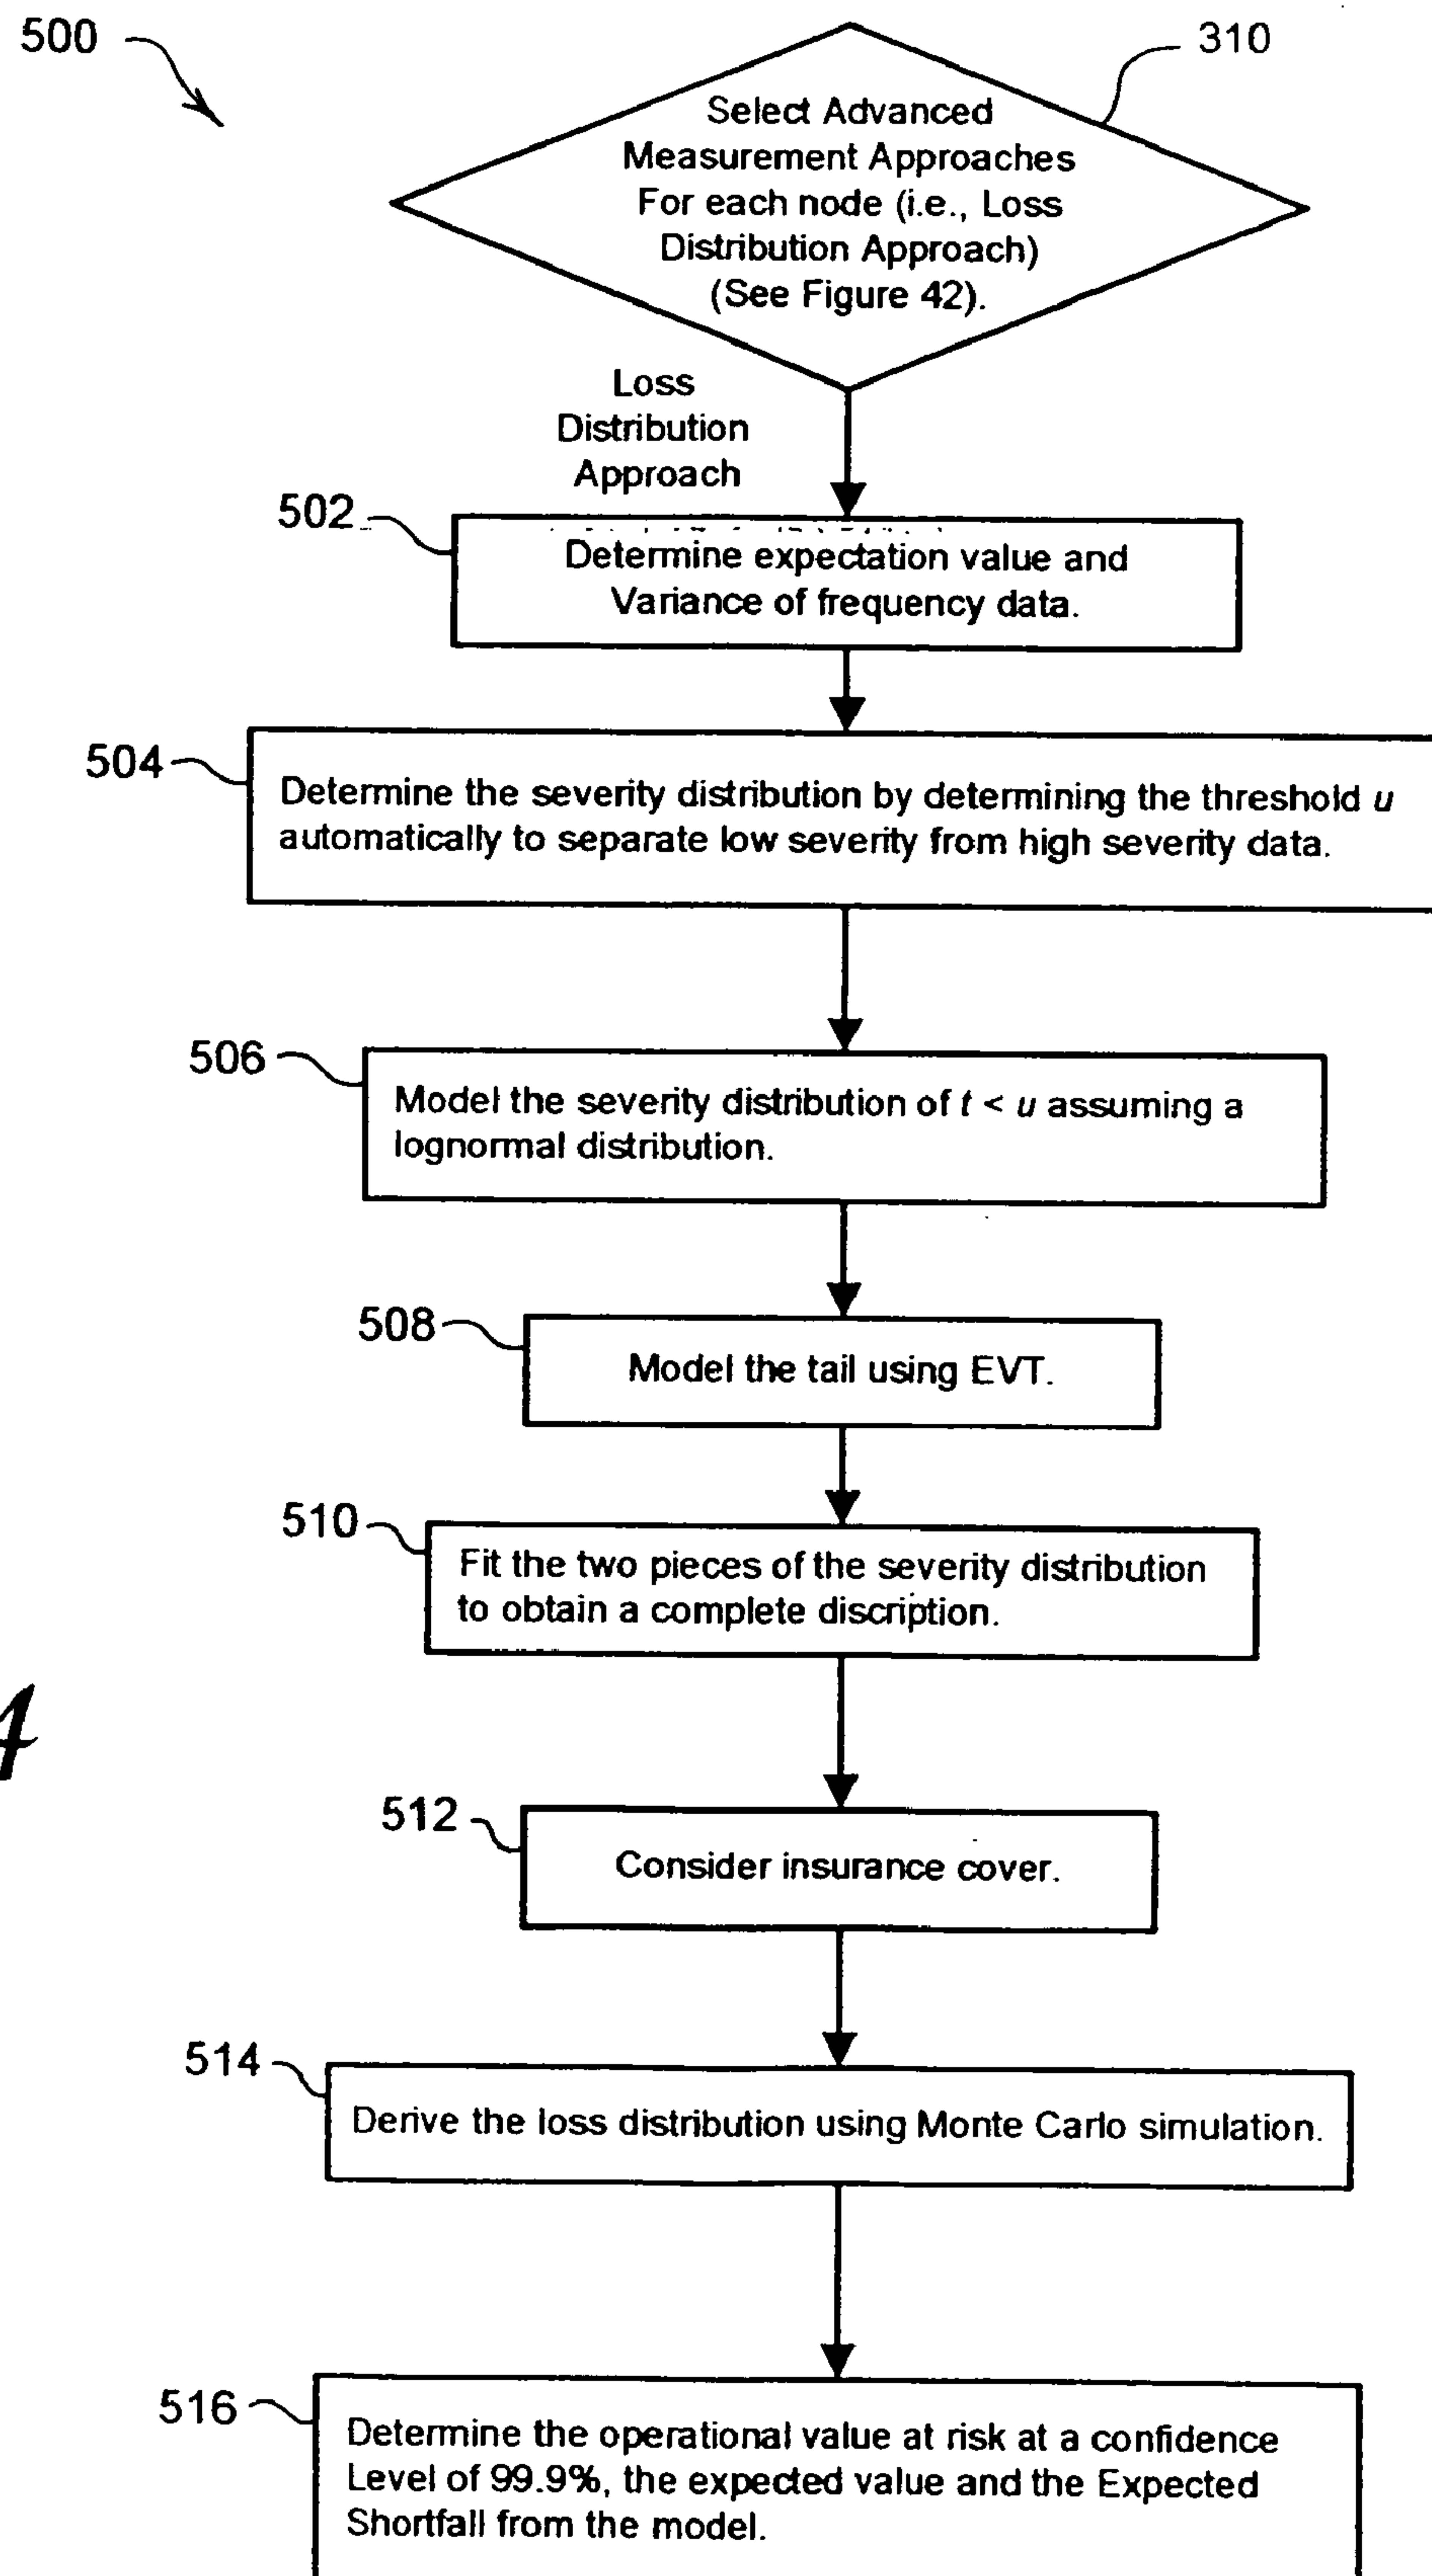 500
310
Select Advanced
Measurement Approaches
For each node (i.e., Loss
Distribution Approach)
(See Figure 42).
Loss
Distribution
Approach
502
Determine expectation value and
Variance of frequency data.
504
Determine the severity distribution by determining the threshold u
automatically to separate low severity from high severity data.
506
Model the severity distribution of t < u assuming a
lognormal distribution.
508
Model the tail using EVT.
510
Fit the two pieces of the severity distribution
to obtain a complete discription.
512
Consider insurance cover.
514
Derive the loss distribution using Monte Carlo simulation.
516
Determine the operational value at risk at a confidence
Level of 99.9%, the expected value and the Expected
Shortfall from the model.